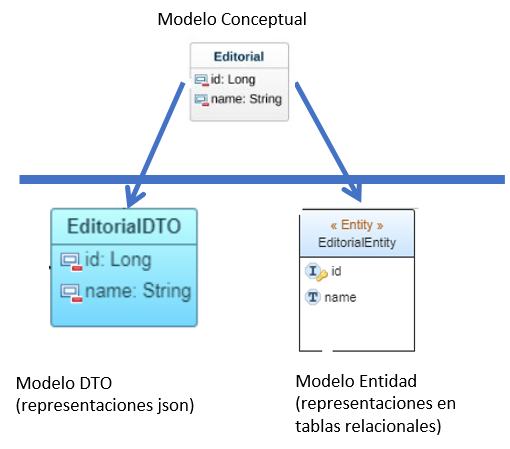 Modelo Conceptual
Editorial
id: Long
name: String
EditorialDTO
id: Long
name: String
« Entity »
EditorialEntity
I id
T name
Modelo DTO
(representaciones json)
Modelo Entidad
(representaciones en
tablas relacionales)